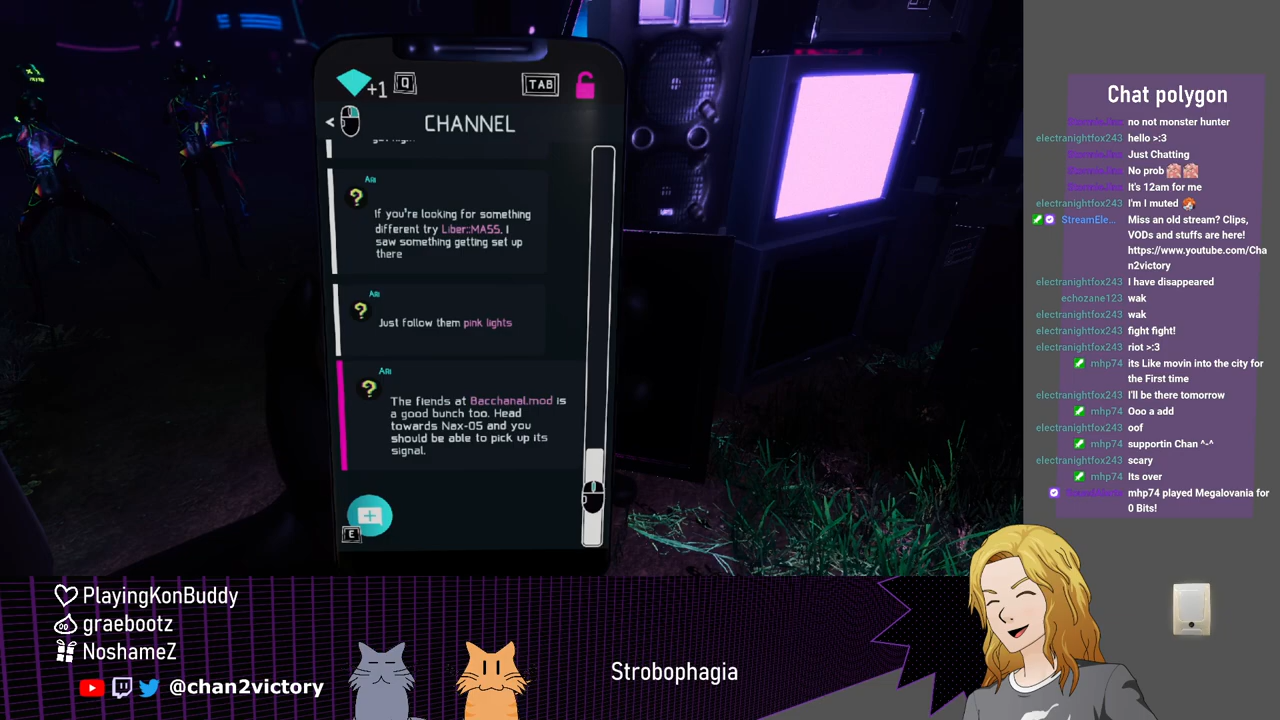 +1
Q
TAB
< CHANNEL
Am
?
If you're looking for something
different try Liber::MASS. I
saw something getting set up
there
Am
?
Just follow them pink lights
Am
?
The fiends at Bacchanal.mod is
a good bunch too. Head
towards Nax-05 and you
should be able to pick up its
signal.
E
Chat polygon
no not monster hunter
electranightfox243 hello >:3
Just Chatting
No prob
It's 12am for me
electranightfox243 I'm I muted
StreamEle... Miss an old stream? Clips,
VODs and stuffs are here!
https://www.youtube.com/Cha
n2victory
electranightfox243 I have disappeared
echozane123 wak
electranightfox243 wak
electranightfox243 fight fight!
electranightfox243 riot >:3
mhp74 its Like movin into the city for
the First time
electranightfox243 I'll be there tomorrow
mhp74 Ooo a add
electranightfox243 oof
mhp74 supportin Chan ^-^
electranightfox243 scary
mhp74 Its over
mhp74 played Megalovania for
0 Bits!
PlayingKonBuddy
graebootz
NoshameZ
@chan2victory
Strobophagia